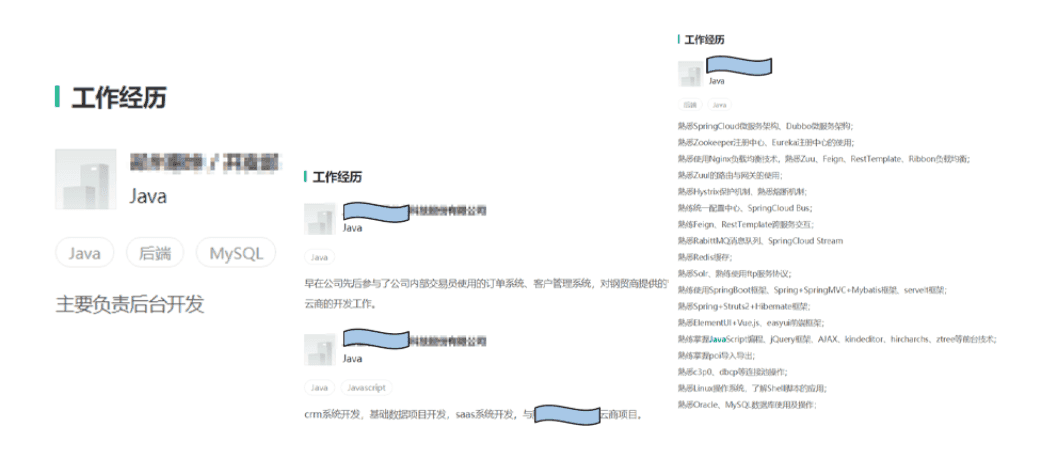 工作经历
Java
Java 后端 MySQL
主要负责后台开发
工作经历
科技股份有限公司
Java
Java
早在公司先后参与了公司内部交易员使用的订单系统、客户管理系统，对钢贸商提供的
云商的开发工作。
科技股份有限公司
Java
Java Javascript
crm系统开发、基础数据项目开发，saas系统开发，与 云商项目。
工作经历
Java
后端 Java
熟悉SpringCloud微服务架构、Dubbo微服务架构;
熟悉Zookeeper注册中心、Eureka注册中心的使用;
熟悉使用Nginx负载均衡技术、熟悉Zuu、Feign、RestTemplate、Ribbon负载均衡;
熟悉Zuul的路由与网关的使用;
熟悉Hystrix保护机制、熟悉熔断机制;
熟练统一配置中心、SpringCloud Bus;
熟练Feign、RestTemplate跨服务交互;
熟悉RabittMQ消息队列、SpringCloud Stream
熟悉Redis缓存;
熟悉Solr、熟练使用ftp服务协议;
熟练使用SpringBoot框架、Spring+SpringMVC+Mybatis框架、servelt框架;
熟悉Spring+Struts2+Hibernate框架;
熟悉ElementUI+Vue.js、easyui前端框架;
熟练掌握JavaScript编程、jQuery框架、AJAX、kindeditor、hircharchs、ztree等前台技术;
熟练掌握poi导入导出;
熟悉c3p0、dbcp等连接池操作;
熟悉Linux操作系统、了解Shell脚本的应用;
熟悉Oracle、MySQL数据库使用及操作;